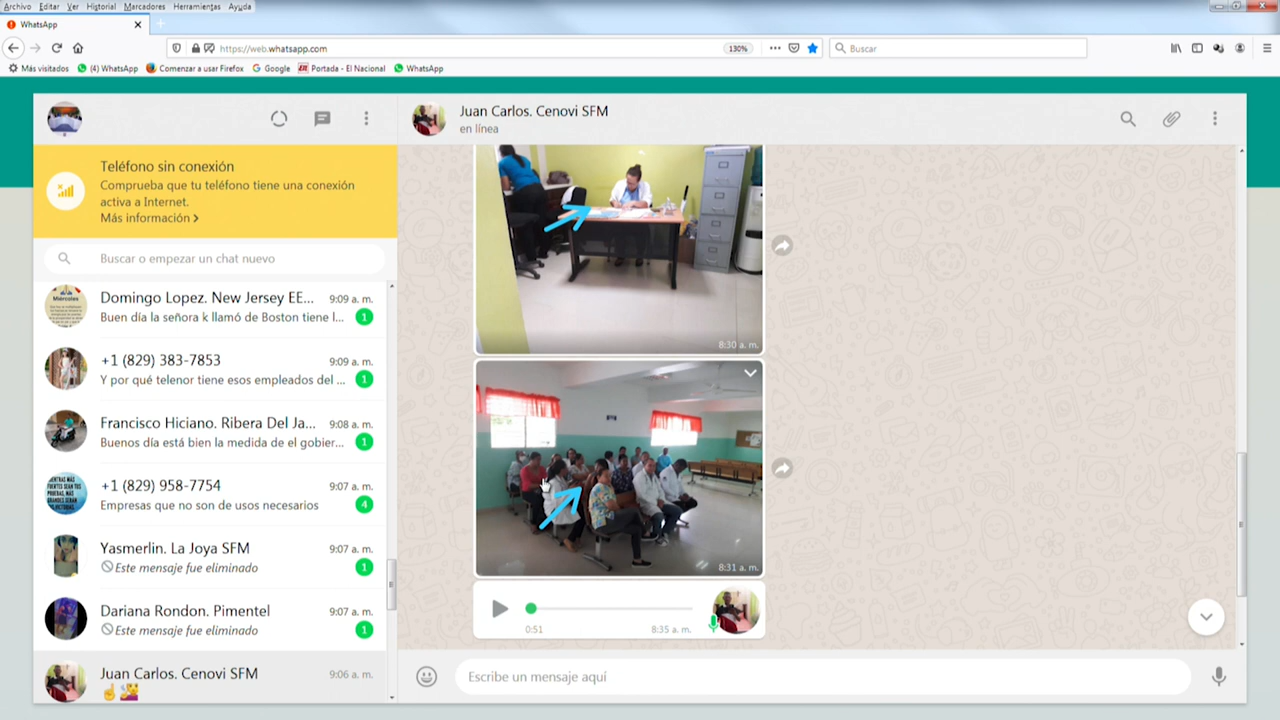 Archivo Editar Ver Historial Marcadores Herramientas Ayuda
WhatsApp
https://web.whatsapp.com
130%
Buscar
Más visitados
(4) WhatsApp
Comenzar a usar Firefox
Google
Portada - El Nacional
WhatsApp
Teléfono sin conexión
Comprueba que tu teléfono tiene una conexión
activa a Internet.
Más información
Buscar o empezar un chat nuevo
Domingo Lopez. New Jersey EE... 9:09 a. m.
Buen día la señora k llamó de Boston tiene l... 1
+1 (829) 383-7853 9:09 a. m.
Y por qué telenor tiene esos empleados del ... 1
Francisco Hiciano. Ribera Del Ja... 9:08 a. m.
Buenos día está bien la medida de el gobier... 1
+1 (829) 958-7754 9:07 a. m.
Empresas que no son de usos necesarios 4
Yasmerlin. La Joya SFM 9:07 a. m.
Este mensaje fue eliminado 1
Dariana Rondon. Pimentel 9:07 a. m.
Este mensaje fue eliminado 1
Juan Carlos. Cenovi SFM 9:06 a. m.
Juan Carlos. Cenovi SFM
en línea
8:30 a. m.
8:31 a. m.
0:51 8:35 a. m.
Escribe un mensaje aquí